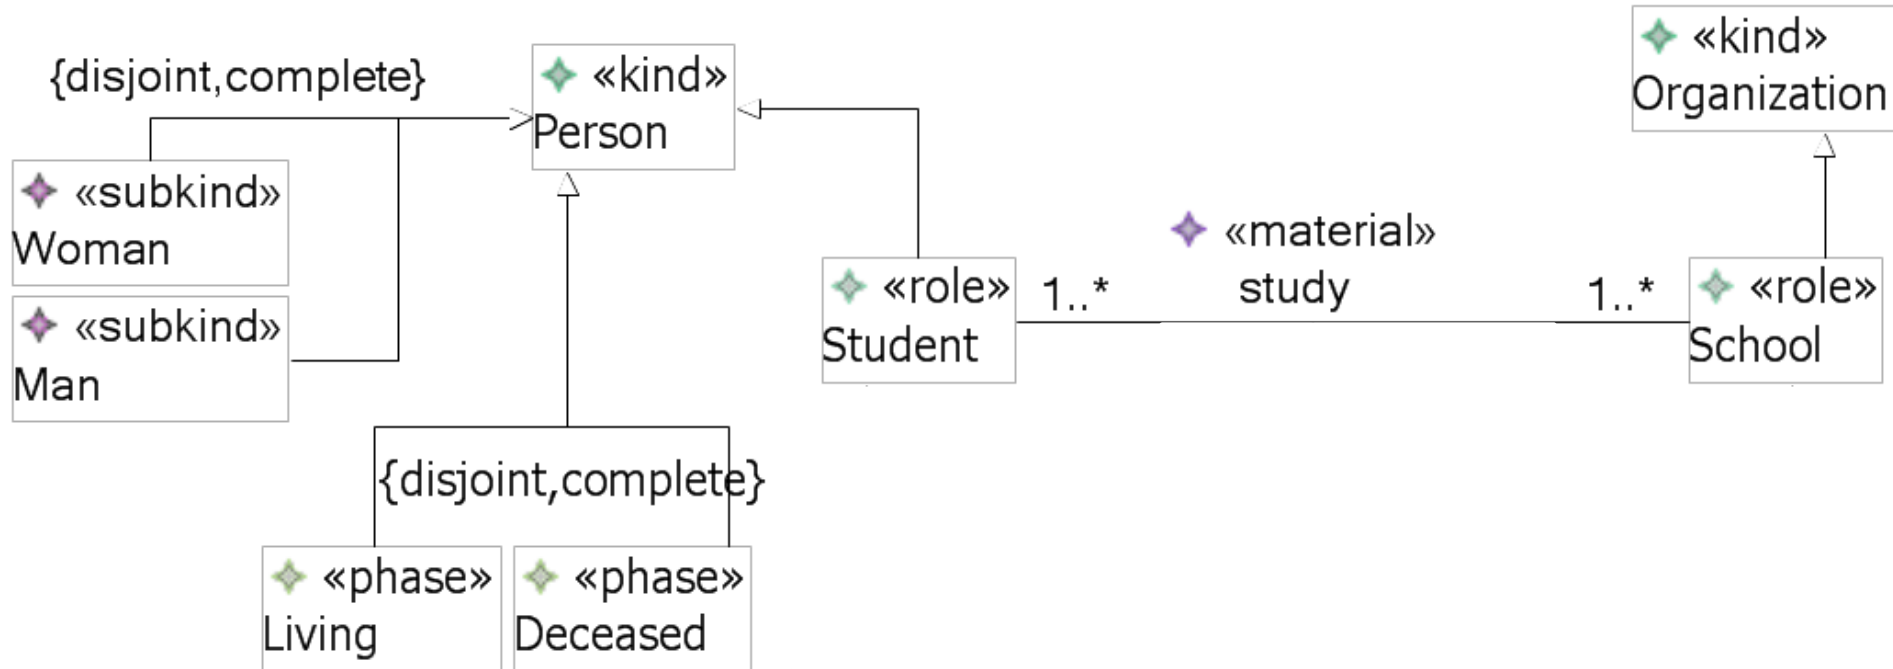 {disjoint,complete}
«kind»
Person
«kind»
Organization
«subkind»
Woman
«subkind»
Man
«role»
Student
1..*
«material»
study
1..*
«role»
School
{disjoint,complete}
«phase»
Living
«phase»
Deceased